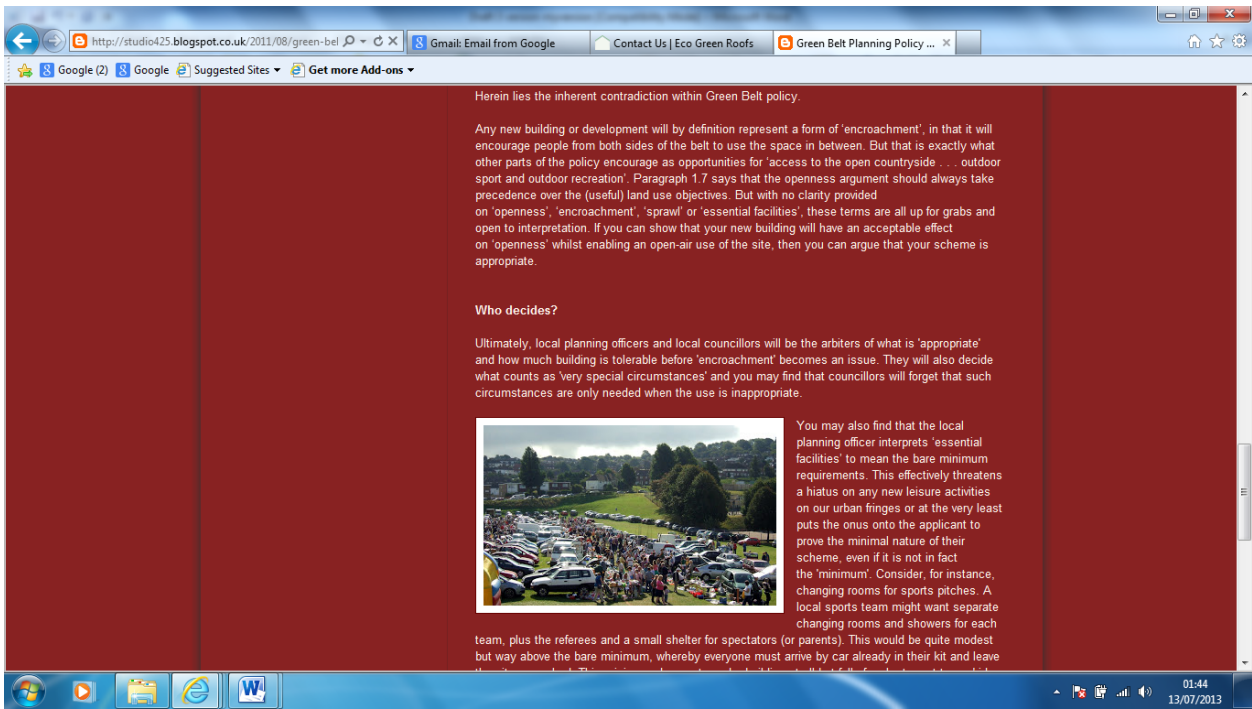 http://studio425.blogspot.co.uk/2011/08/green-bel
Gmail: Email from Google
Contact Us | Eco Green Roofs
Green Belt Planning Policy ...
Google (2)
Google
Suggested Sites
Get more Add-ons
Herein lies the inherent contradiction within Green Belt policy.
Any new building or development will by definition represent a form of 'encroachment', in that it will
encourage people from both sides of the belt to use the space in between. But that is exactly what
other parts of the policy encourage as opportunities for 'access to the open countryside . . . outdoor
sport and outdoor recreation'. Paragraph 1.7 says that the openness argument should always take
precedence over the (useful) land use objectives. But with no clarity provided
on 'openness', 'encroachment', 'sprawl' or 'essential facilities', these terms are all up for grabs and
open to interpretation. If you can show that your new building will have an acceptable effect
on 'openness' whilst enabling an open-air use of the site, then you can argue that your scheme is
appropriate.
Who decides?
Ultimately, local planning officers and local councillors will be the arbiters of what is 'appropriate'
and how much building is tolerable before 'encroachment' becomes an issue. They will also decide
what counts as 'very special circumstances' and you may find that councillors will forget that such
circumstances are only needed when the use is inappropriate.
You may also find that the local
planning officer interprets 'essential
facilities' to mean the bare minimum
requirements. This effectively threatens
a hiatus on any new leisure activities
on our urban fringes or at the very least
puts the onus onto the applicant to
prove the minimal nature of their
scheme, even if it is not in fact
the 'minimum'. Consider, for instance,
changing rooms for sports pitches. A
local sports team might want separate
changing rooms and showers for each
team, plus the referees and a small shelter for spectators (or parents). This would be quite modest
but way above the bare minimum, whereby everyone must arrive by car already in their kit and leave
01:44
13/07/2013